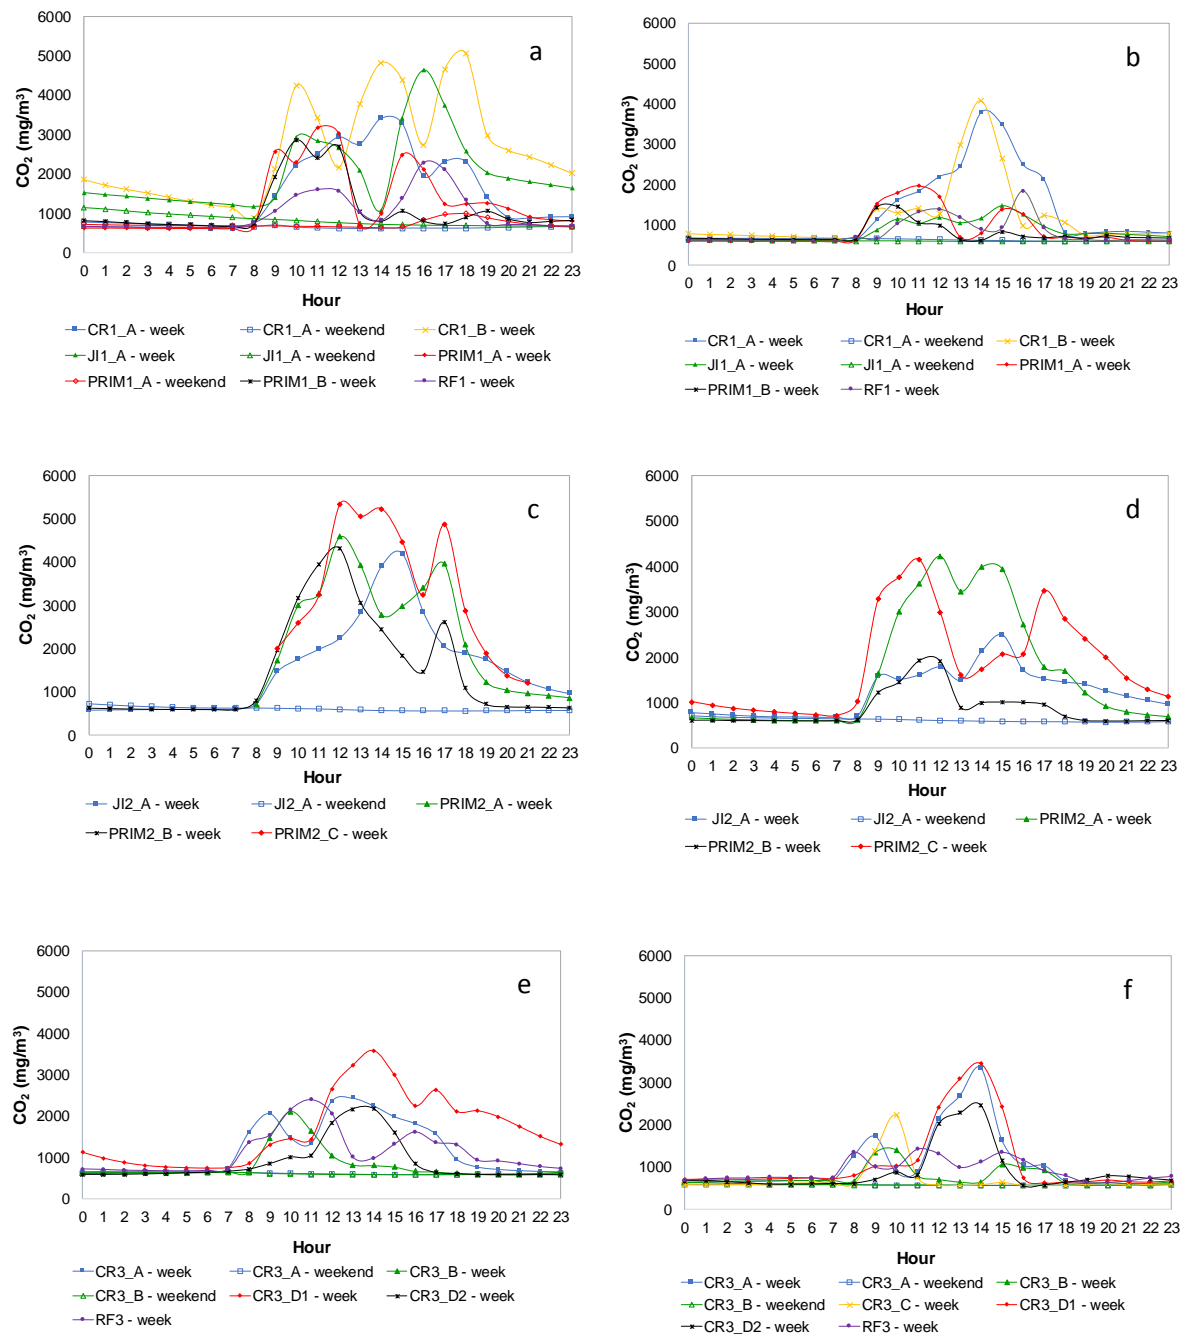 a
CO2 (mg/m³)
6000
5000
4000
3000
2000
1000
0
0 1 2 3 4 5 6 7 8 9 10 11 12 13 14 15 16 17 18 19 20 21 22 23
Hour
CR1_A - week CR1_A - weekend CR1_B - week
JI1_A - week JI1_A - weekend PRIM1_A - week
PRIM1_A - weekend PRIM1_B - week RF1 - week
b
CO2 (mg/m³)
6000
5000
4000
3000
2000
1000
0
0 1 2 3 4 5 6 7 8 9 10 11 12 13 14 15 16 17 18 19 20 21 22 23
Hour
CR1_A - week CR1_A - weekend CR1_B - week
JI1_A - week JI1_A - weekend PRIM1_A - week
PRIM1_B - week RF1 - week
c
CO2 (mg/m³)
6000
5000
4000
3000
2000
1000
0
0 1 2 3 4 5 6 7 8 9 10 11 12 13 14 15 16 17 18 19 20 21 22 23
Hour
JI2_A - week JI2_A - weekend PRIM2_A - week
PRIM2_B - week PRIM2_C - week
d
CO2 (mg/m³)
6000
5000
4000
3000
2000
1000
0
0 1 2 3 4 5 6 7 8 9 10 11 12 13 14 15 16 17 18 19 20 21 22 23
Hour
JI2_A - week JI2_A - weekend PRIM2_A - week
PRIM2_B - week PRIM2_C - week
e
CO2 (mg/m³)
6000
5000
4000
3000
2000
1000
0
0 1 2 3 4 5 6 7 8 9 10 11 12 13 14 15 16 17 18 19 20 21 22 23
Hour
CR3_A - week CR3_A - weekend CR3_B - week
CR3_B - weekend CR3_D1 - week CR3_D2 - week
RF3 - week
f
CO2 (mg/m³)
6000
5000
4000
3000
2000
1000
0
0 1 2 3 4 5 6 7 8 9 10 11 12 13 14 15 16 17 18 19 20 21 22 23
Hour
CR3_A - week CR3_A - weekend CR3_B - week
CR3_B - weekend CR3_C - week CR3_D1 - week
CR3_D2 - week RF3 - week